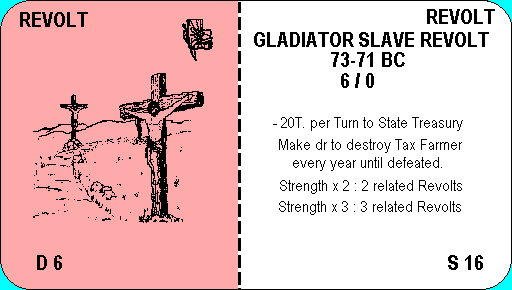 REVOLT
D 6
REVOLT
GLADIATOR SLAVE REVOLT
73-71 BC
6 / 0
- 20T. per Turn to State Treasury
Make dr to destroy Tax Farmer
every year until defeated.
Strength x 2 : 2 related Revolts
Strength x 3 : 3 related Revolts
S 16